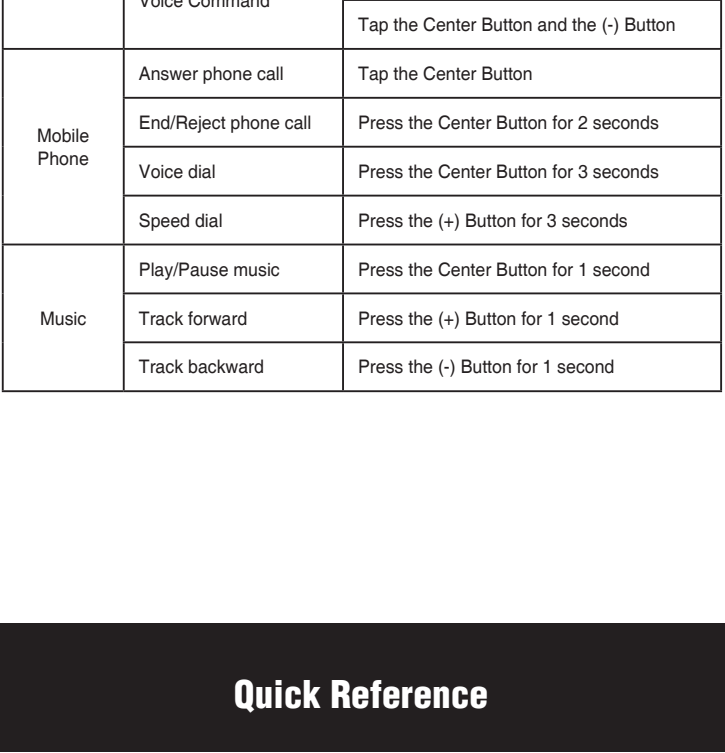 Voice Command
Tap the Center Button and the (-) Button
Mobile Phone
Answer phone call Tap the Center Button
End/Reject phone call Press the Center Button for 2 seconds
Voice dial Press the Center Button for 3 seconds
Speed dial Press the (+) Button for 3 seconds
Music
Play/Pause music Press the Center Button for 1 second
Track forward Press the (+) Button for 1 second
Track backward Press the (-) Button for 1 second
Quick Reference